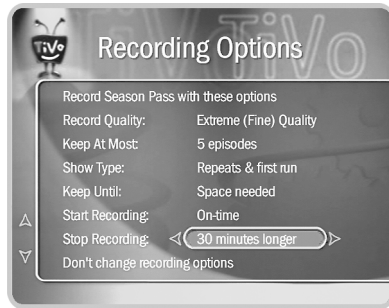 TiVo
Recording Options
Record Season Pass with these options
Record Quality: Extreme (Fine) Quality
Keep At Most: 5 episodes
Show Type: Repeats & first run
Keep Until: Space needed
Start Recording: On-time
Stop Recording: 30 minutes longer
Don't change recording options